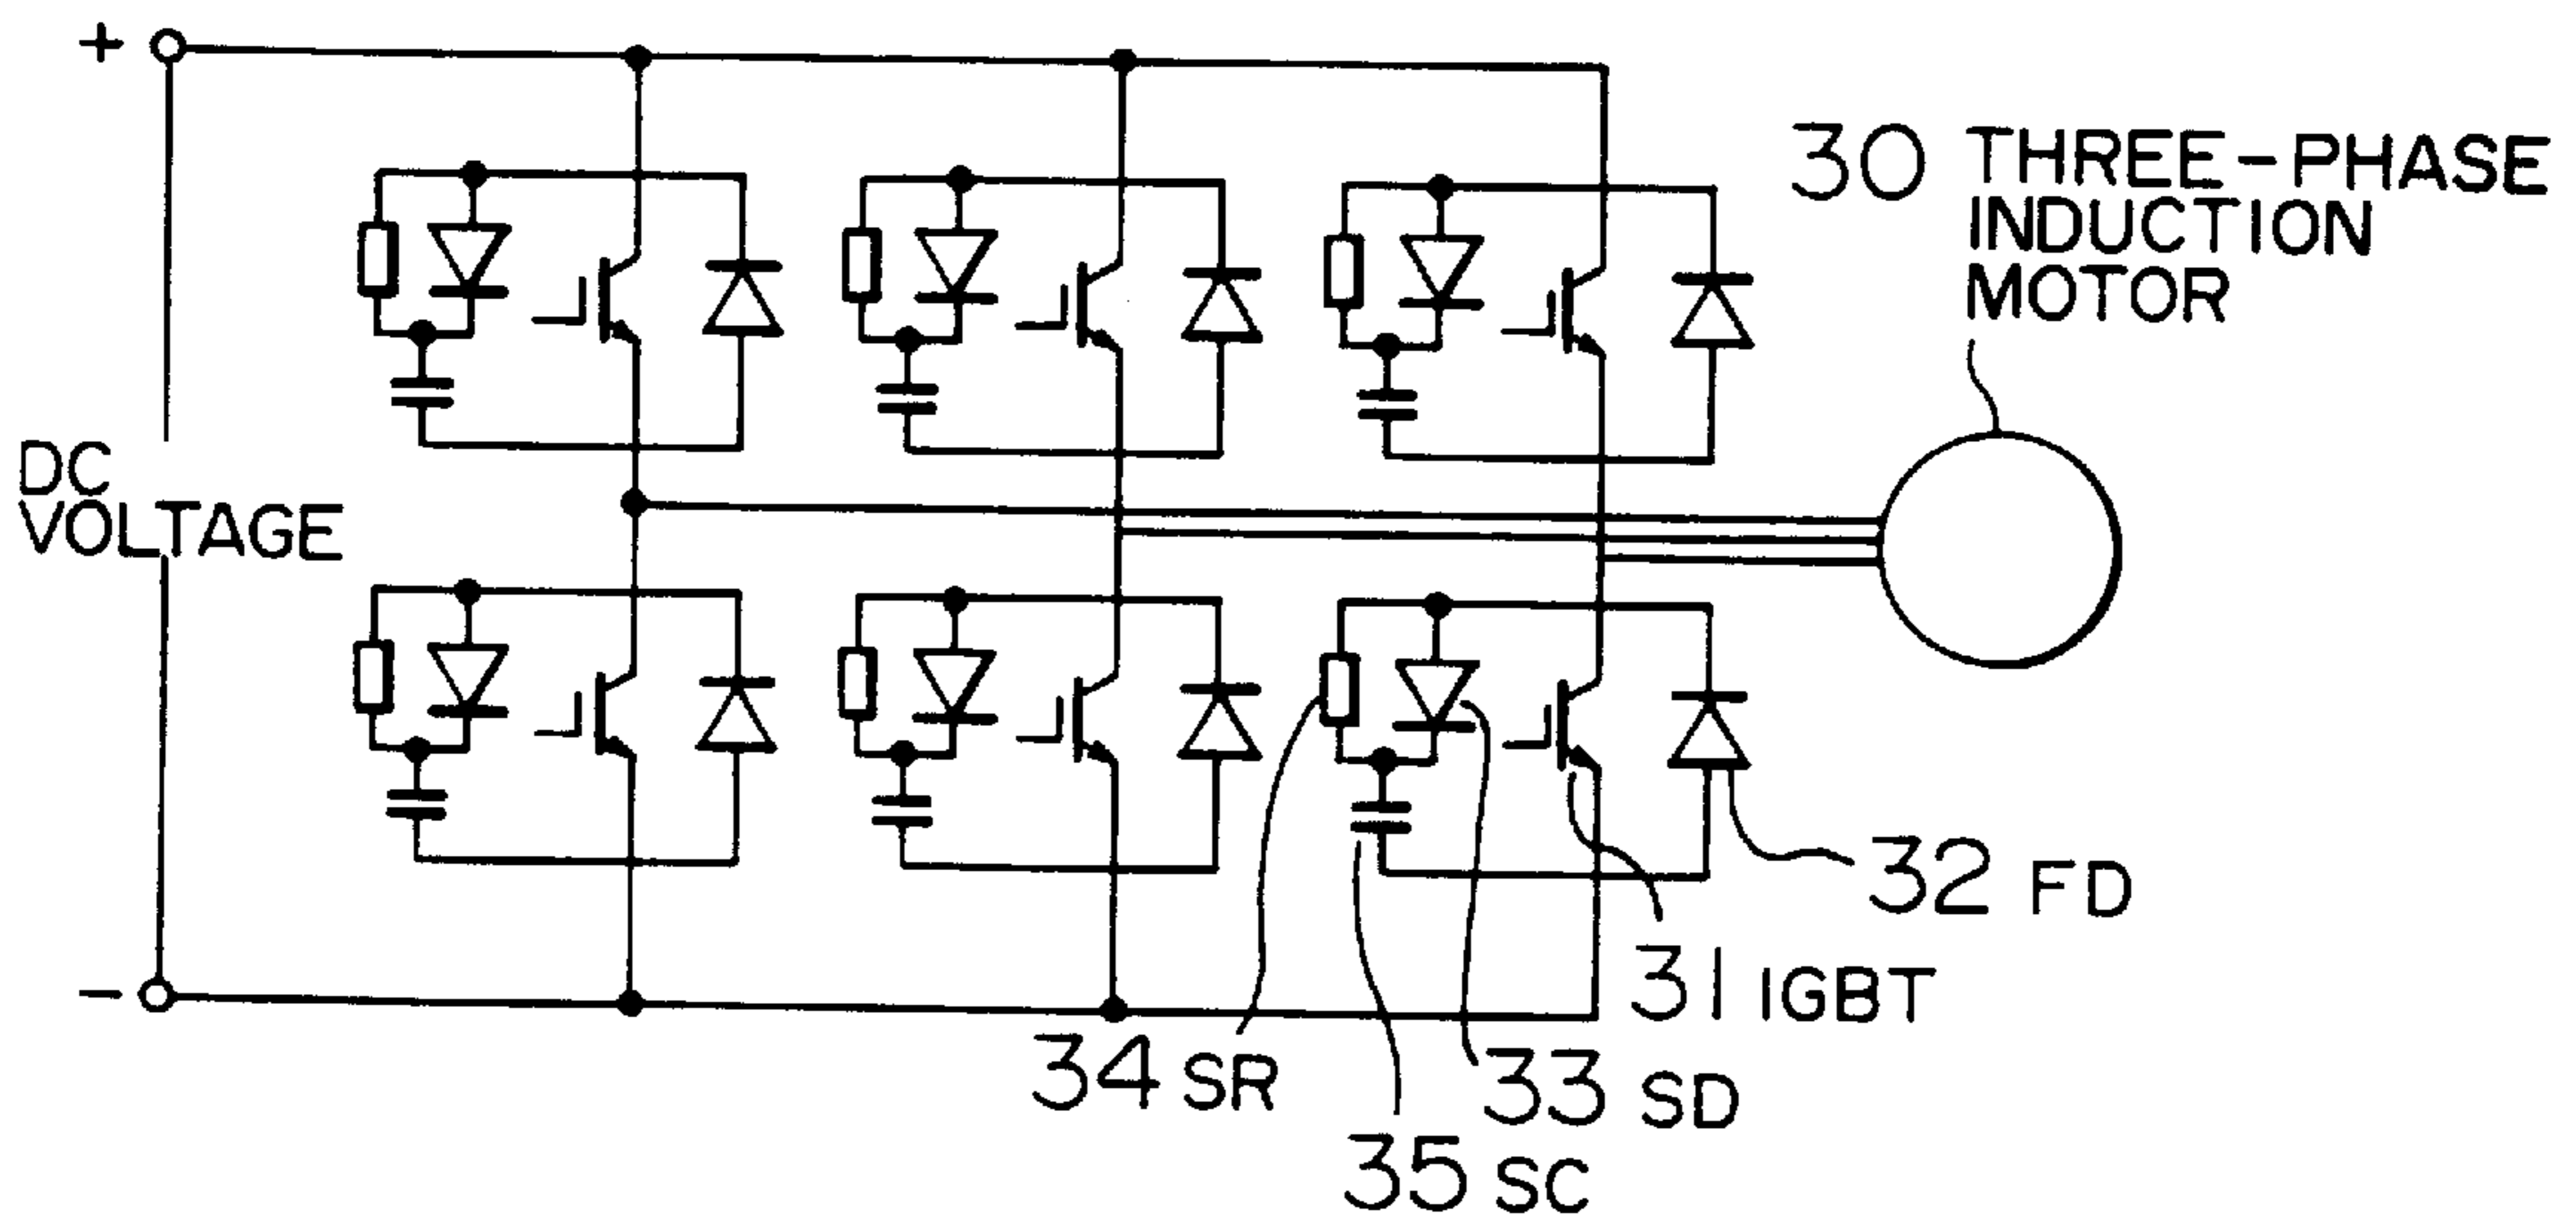 +
30 THREE-PHASE
INDUCTION
MOTOR
DC
VOLTAGE
32 FD
31 IGBT
-
34 SR
33 SD
35 SC